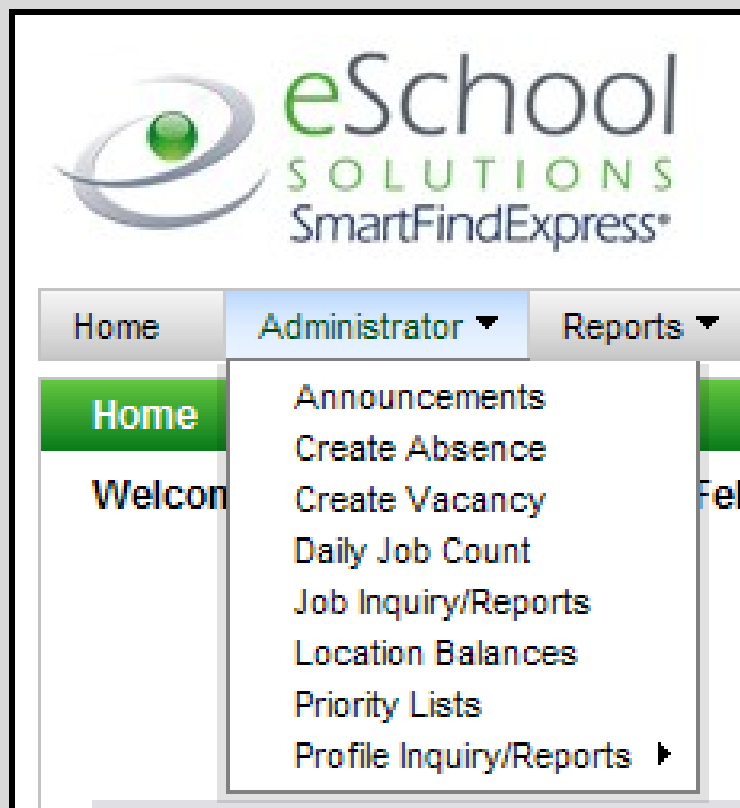 eSchool
SOLUTIONS
SmartFindExpress®
Home Administrator Reports
Home
Announcements
Create Absence
Create Vacancy
Daily Job Count
Job Inquiry/Reports
Location Balances
Priority Lists
Profile Inquiry/Reports